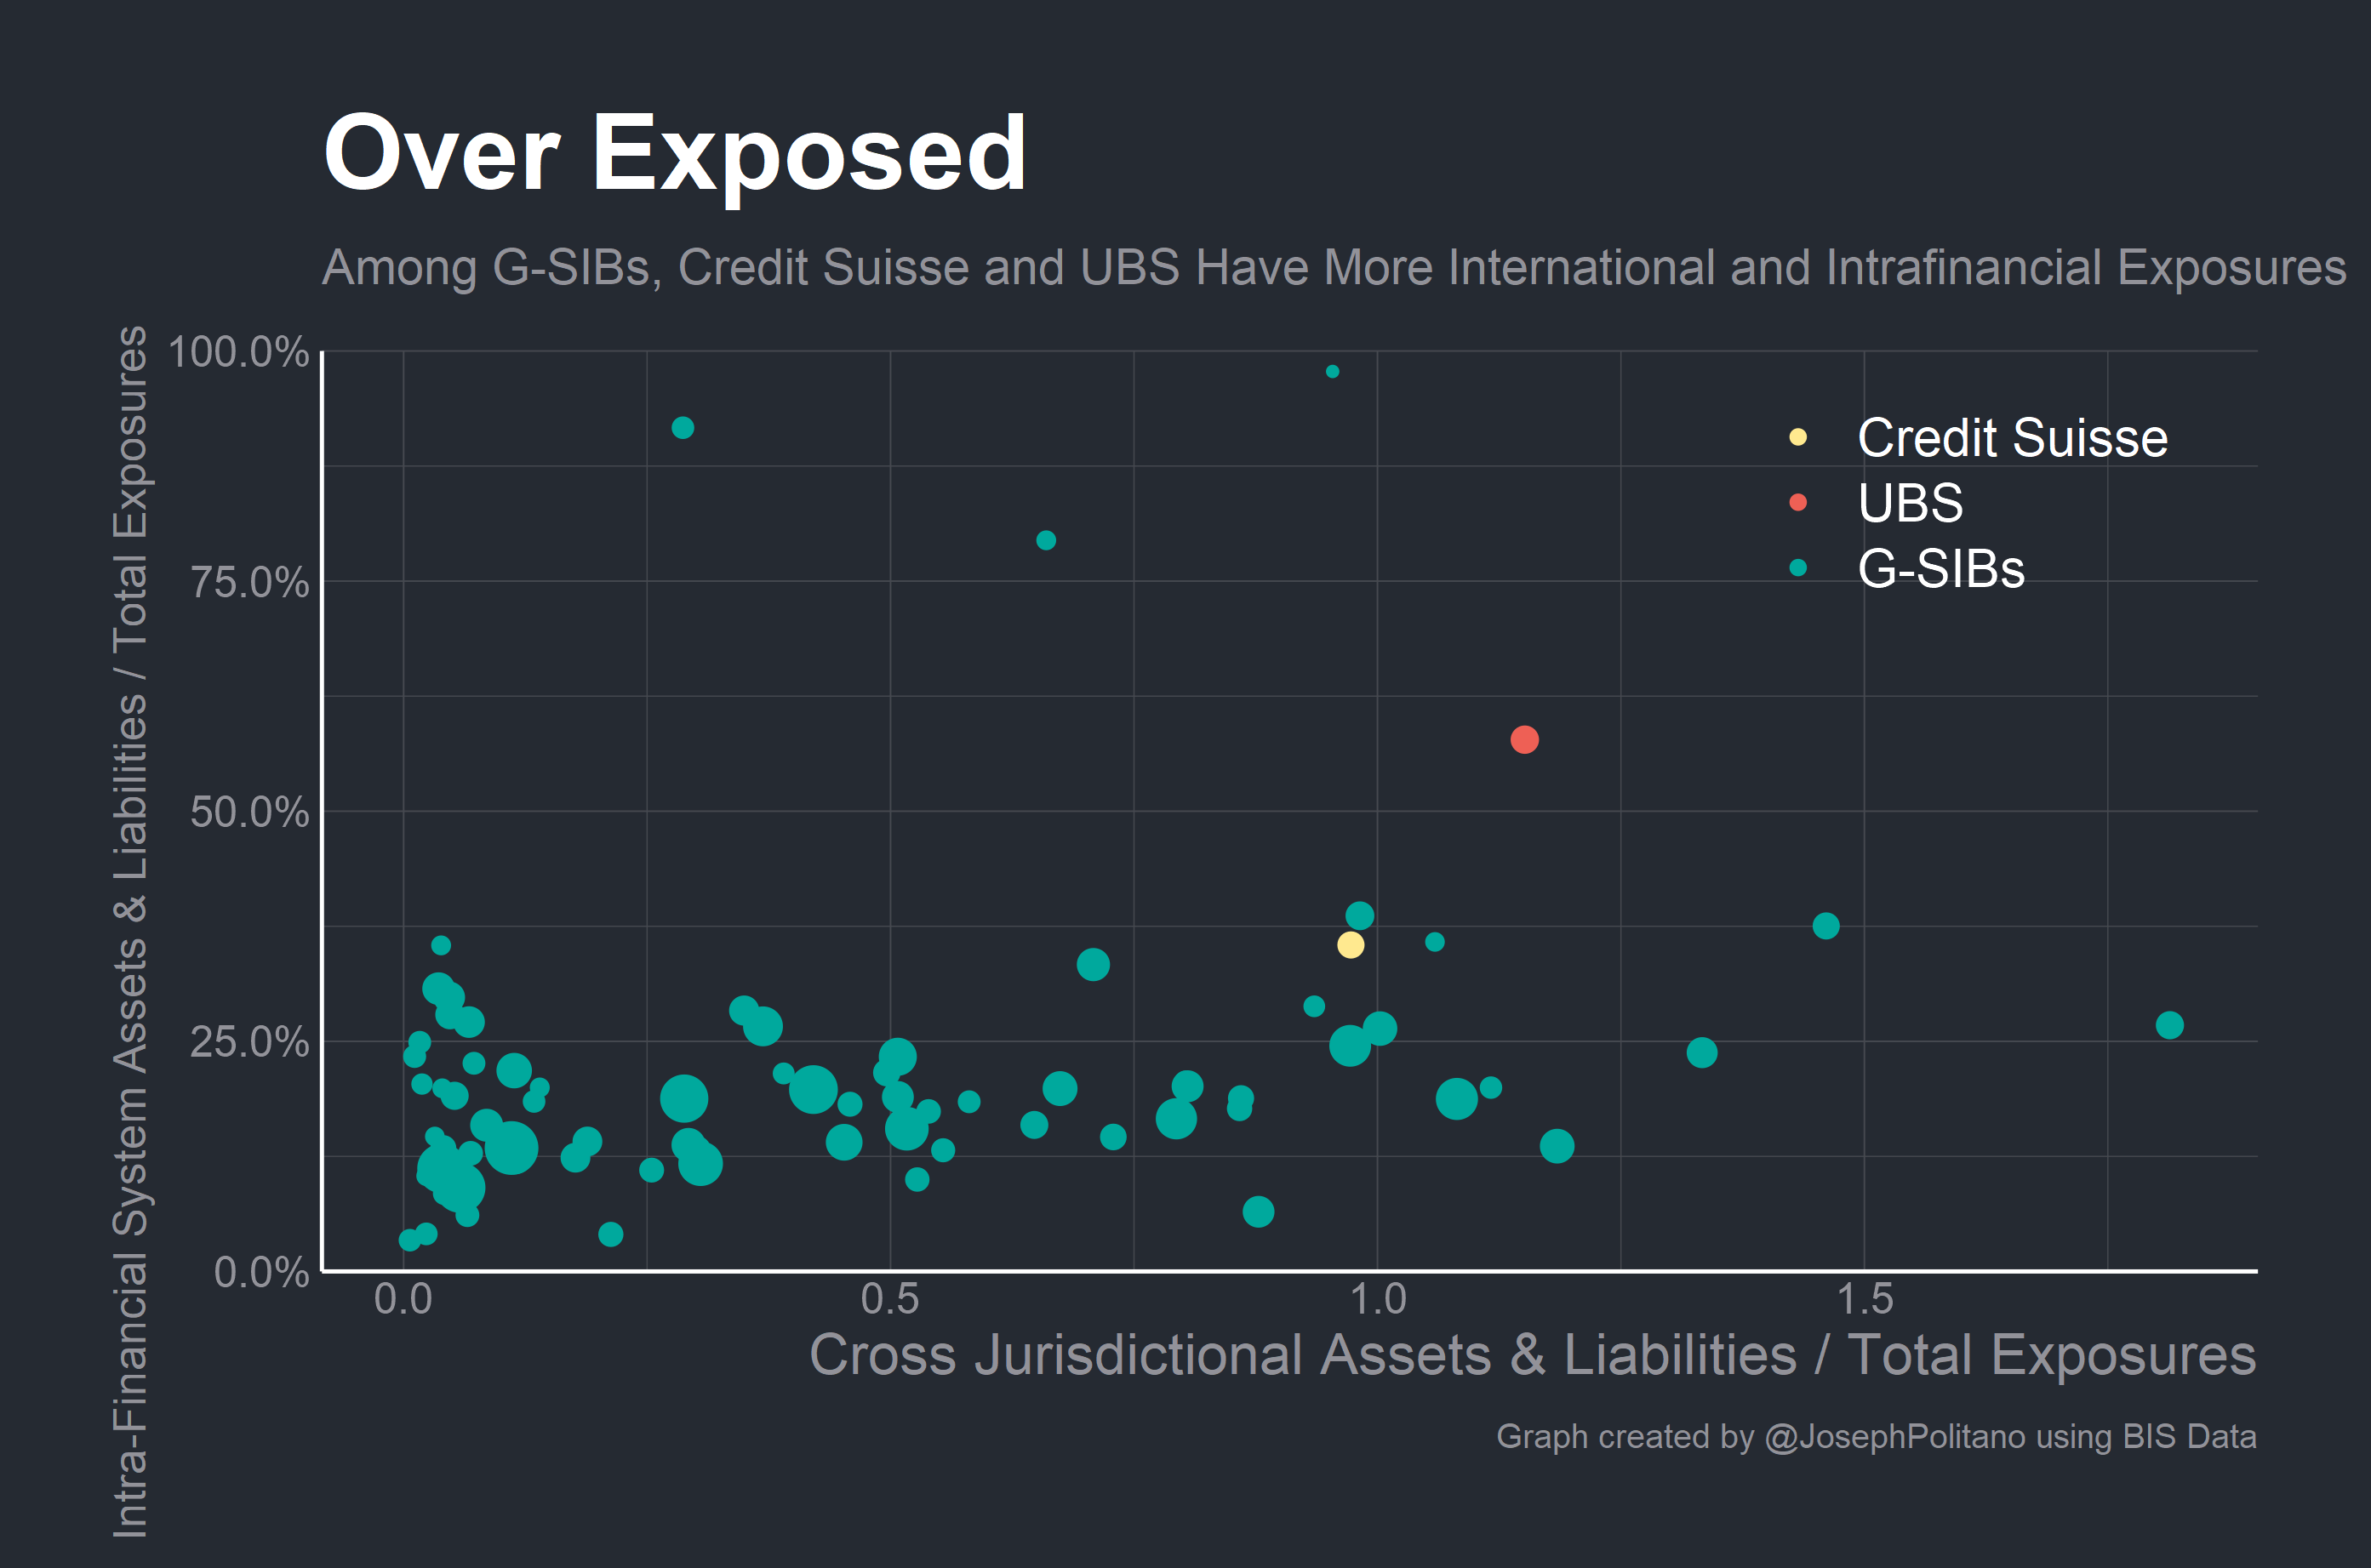 Over Exposed
Among G-SIBs, Credit Suisse and UBS Have More International and Intrafinancial Exposures
Intra-Financial System Assets & Liabilities / Total Exposures
100.0%
75.0%
50.0%
25.0%
0.0%
Credit Suisse
UBS
G-SIBs
0.0
0.5
1.0
1.5
Cross Jurisdictional Assets & Liabilities / Total Exposures
Graph created by @JosephPolitano using BIS Data